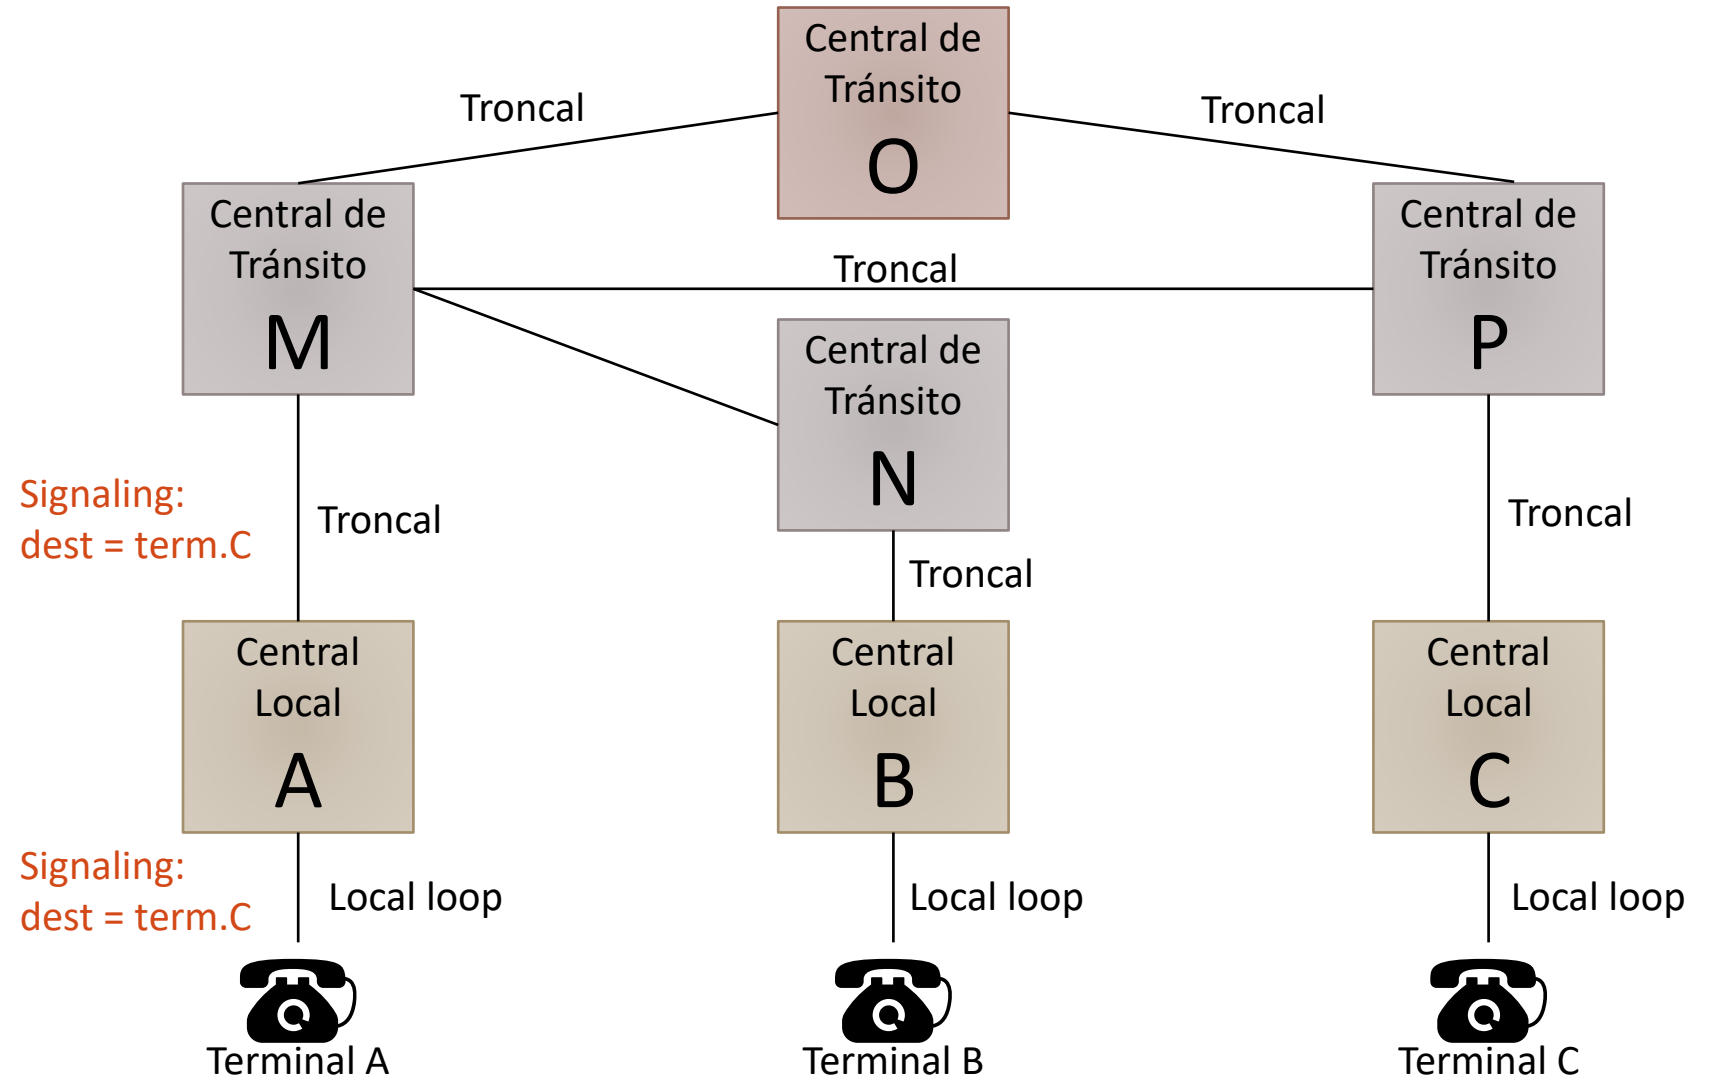 Central de
Tránsito
O
Troncal
Troncal
Central de
Tránsito
M
Troncal
Central de
Tránsito
P
Central de
Tránsito
N
Signaling:
dest = term.C
Troncal
Troncal
Troncal
Central
Local
A
Central
Local
B
Central
Local
C
Signaling:
dest = term.C
Local loop
Local loop
Local loop
Terminal A
Terminal B
Terminal C